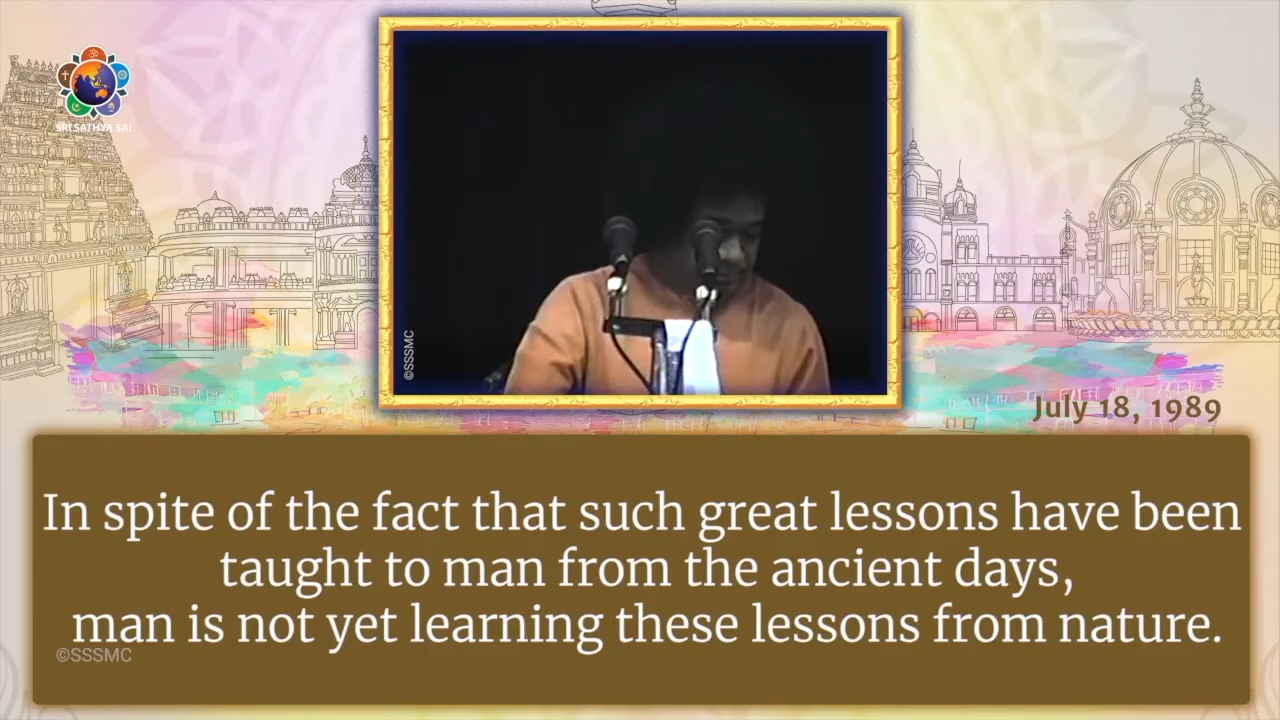 SRI SATHYA SAI
©SSSMC
July 18, 1989
In spite of the fact that such great lessons have been
taught to man from the ancient days,
man is not yet learning these lessons from nature.
©SSSMC